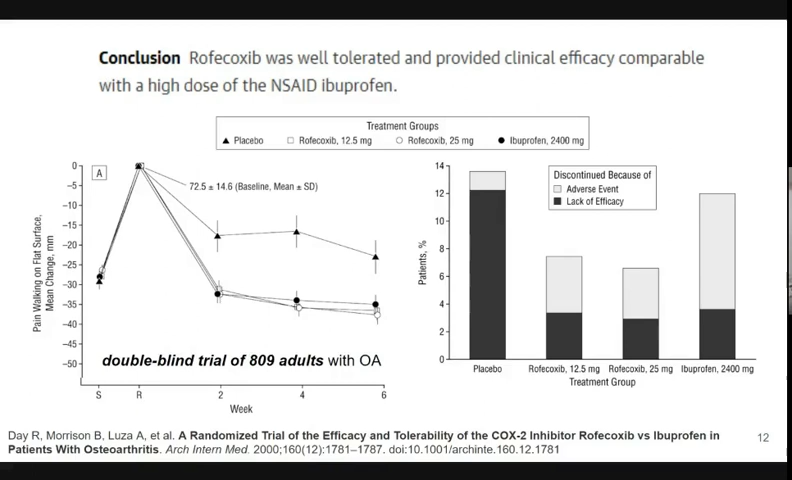 Conclusion Rofecoxib was well tolerated and provided clinical efficacy comparable
with a high dose of the NSAID ibuprofen.
Treatment Groups
Placebo Rofecoxib, 12.5 mg Rofecoxib, 25 mg Ibuprofen, 2400 mg
A
72.5 ± 14.6 (Baseline, Mean ± SD)
Pain Walking on Flat Surface,
Mean Change, mm
0
−5
−10
−15
−20
−25
−30
−35
−40
−45
−50
double-blind trial of 809 adults with OA
S R 2 4 6
Week
Discontinued Because of
Adverse Event
Lack of Efficacy
Patients, %
14
12
10
8
6
4
2
0
Placebo Rofecoxib, 12.5 mg Rofecoxib, 25 mg Ibuprofen, 2400 mg
Treatment Group
Day R, Morrison B, Luza A, et al. A Randomized Trial of the Efficacy and Tolerability of the COX-2 Inhibitor Rofecoxib vs Ibuprofen in
Patients With Osteoarthritis. Arch Intern Med. 2000;160(12):1781–1787. doi:10.1001/archinte.160.12.1781
12